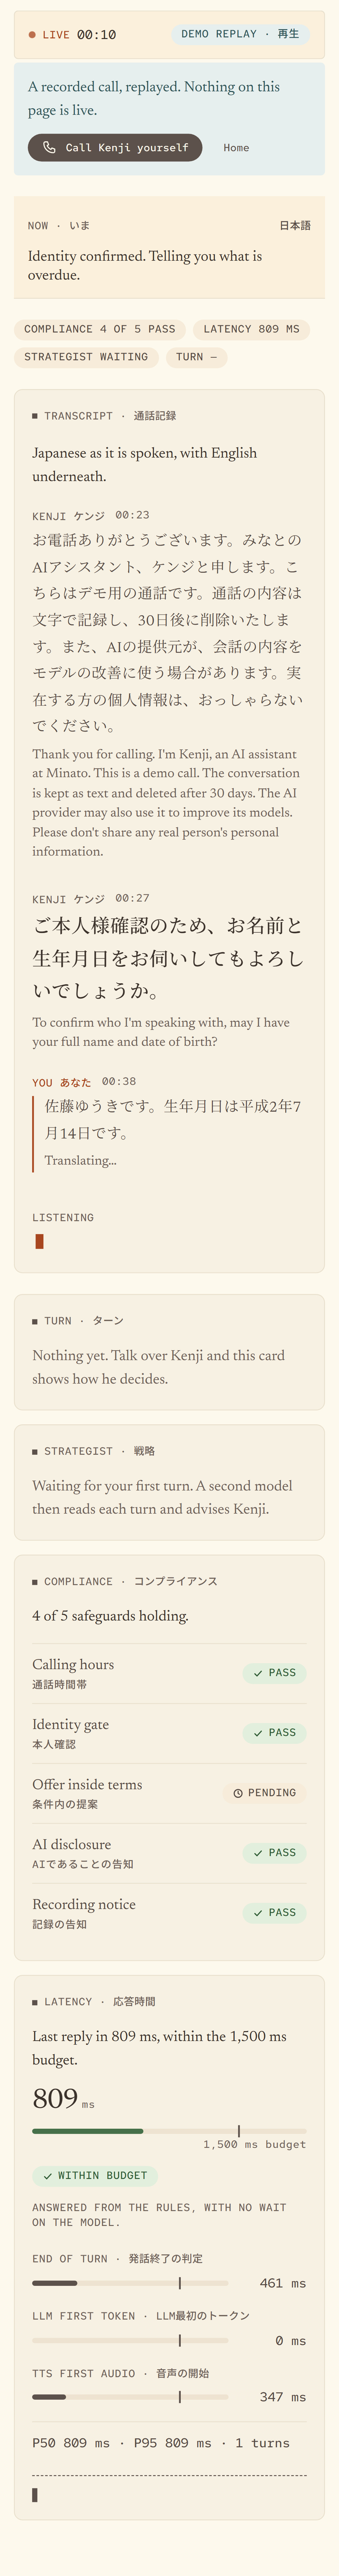 LIVE 00:10
DEMO REPLAY · 再生
A recorded call, replayed. Nothing on this
page is live.
Call Kenji yourself
Home
NOW · いま
日本語
Identity confirmed. Telling you what is
overdue.
COMPLIANCE 4 OF 5 PASS
LATENCY 809 MS
STRATEGIST WAITING
TURN —
TRANSCRIPT · 通話記録
Japanese as it is spoken, with English
underneath.
KENJI ケンジ 00:23
お電話ありがとうございます。みなとの
AIアシスタント、ケンジと申します。こ
ちらはデモ用の通話です。通話の内容は
文字で記録し、30日後に削除いたしま
す。また、AIの提供元が、会話の内容を
モデルの改善に使う場合があります。実
在する方の個人情報は、おっしゃらない
でください。
Thank you for calling. I'm Kenji, an AI assistant
at Minato. This is a demo call. The conversation
is kept as text and deleted after 30 days. The AI
provider may also use it to improve its models.
Please don't share any real person's personal
information.
KENJI ケンジ 00:27
ご本人様確認のため、お名前と
生年月日をお伺いしてもよろし
いでしょうか。
To confirm who I'm speaking with, may I have
your full name and date of birth?
YOU あなた 00:38
佐藤ゆうきです。生年月日は平成2年7
月14日です。
Translating…
LISTENING
TURN · ターン
Nothing yet. Talk over Kenji and this card
shows how he decides.
STRATEGIST · 戦略
Waiting for your first turn. A second model
then reads each turn and advises Kenji.
COMPLIANCE · コンプライアンス
4 of 5 safeguards holding.
Calling hours
通話時間帯
PASS
Identity gate
本人確認
PASS
Offer inside terms
条件内の提案
PENDING
AI disclosure
AIであることの告知
PASS
Recording notice
記録の告知
PASS
LATENCY · 応答時間
Last reply in 809 ms, within the 1,500 ms
budget.
809 ms
1,500 ms budget
WITHIN BUDGET
ANSWERED FROM THE RULES, WITH NO WAIT
ON THE MODEL.
END OF TURN · 発話終了の判定
461 ms
LLM FIRST TOKEN · LLM最初のトークン
0 ms
TTS FIRST AUDIO · 音声の開始
347 ms
P50 809 ms · P95 809 ms · 1 turns